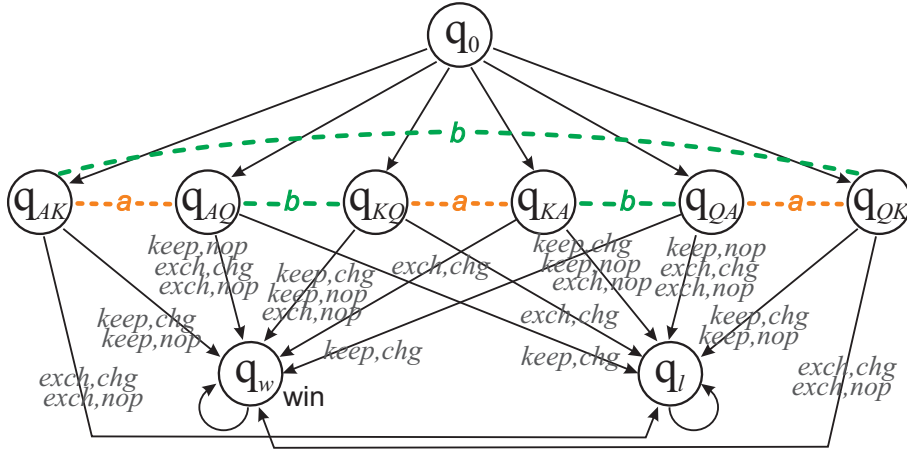 q0
b
qAK
a
qAQ
b
qKQ
a
qKA
b
qQA
a
qQK
keep,nop
exch,chg
exch,nop
keep,chg
keep,nop
exch,nop
exch,chg
keep,chg
keep,nop
exch,nop
keep,nop
exch,chg
exch,nop
keep,chg
keep,nop
exch,chg
keep,chg
keep,nop
exch,chg
exch,nop
qw
win
keep,chg
keep,chg
ql
exch,chg
exch,nop